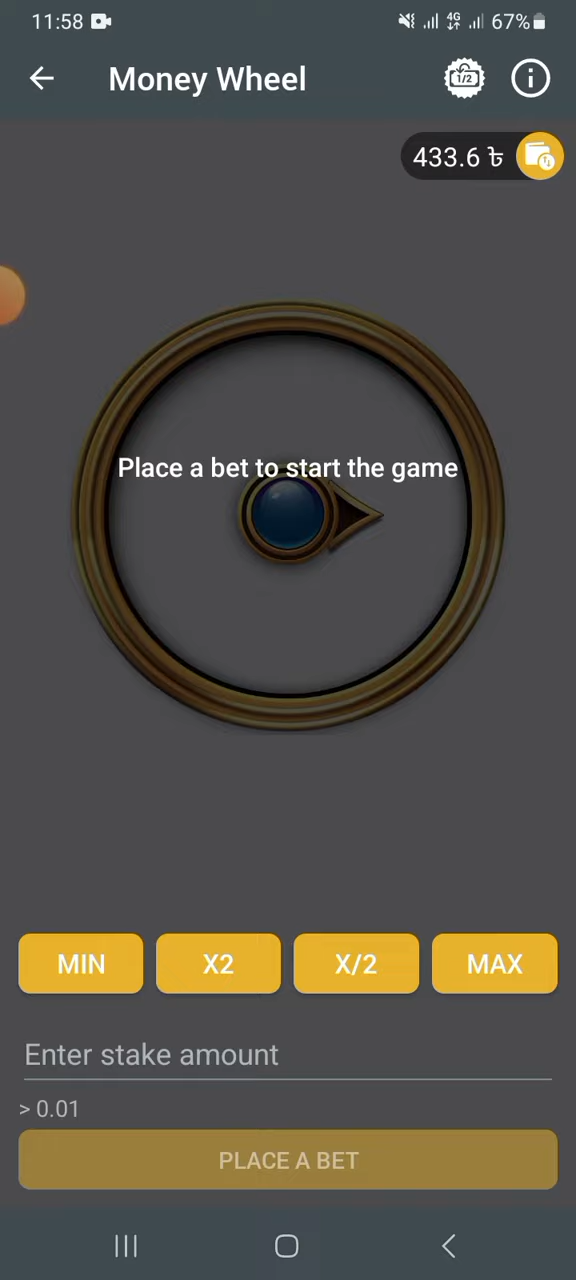 11:58
4G
67%
Money Wheel
1/2
433.6 ৳
Place a bet to start the game
MIN
X2
X/2
MAX
Enter stake amount
> 0.01
PLACE A BET